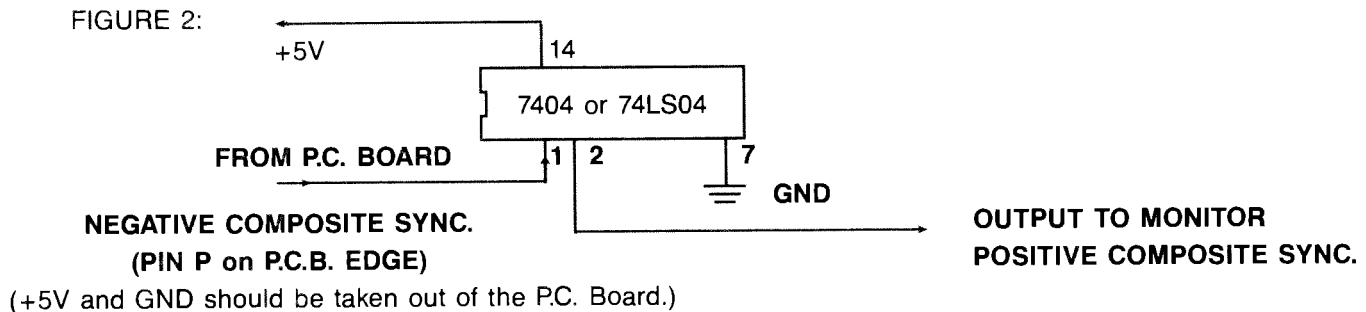 FIGURE 2:
+5V
14
7404 or 74LS04
FROM P.C. BOARD
1
2
7
GND
NEGATIVE COMPOSITE SYNC.
(PIN P on P.C.B. EDGE)
OUTPUT TO MONITOR
POSITIVE COMPOSITE SYNC.
(+5V and GND should be taken out of the P.C. Board.)